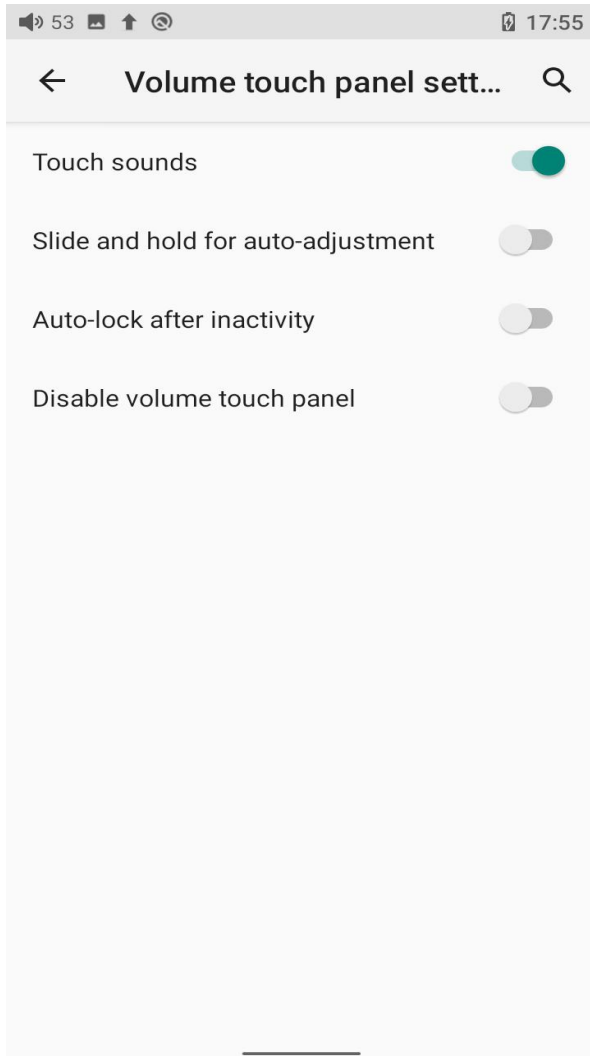 53 17:55
Volume touch panel sett...
Touch sounds
Slide and hold for auto-adjustment
Auto-lock after inactivity
Disable volume touch panel